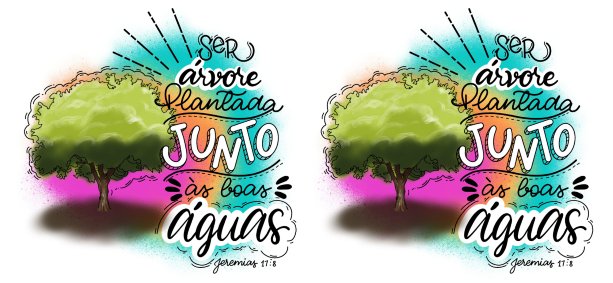 SER
árvore
Plantada
JUNTO
às boas
águas
Jeremias 17:8
SER
árvore
Plantada
JUNTO
às boas
águas
Jeremias 17:8